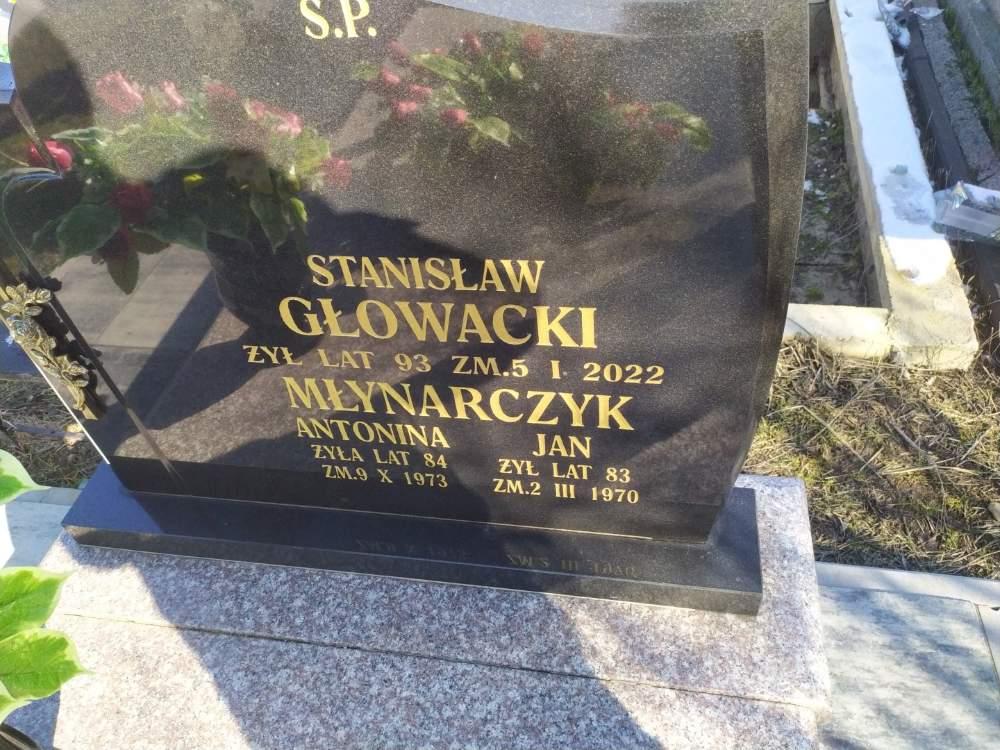 Ś.P.
STANISŁAW
GŁOWACKI
ŻYŁ LAT 93 ZM.5 I 2022
MŁYNARCZYK
ANTONINA JAN
ŻYŁA LAT 84 ŻYŁ LAT 83
ZM.9 X 1973 ZM.2 III 1970